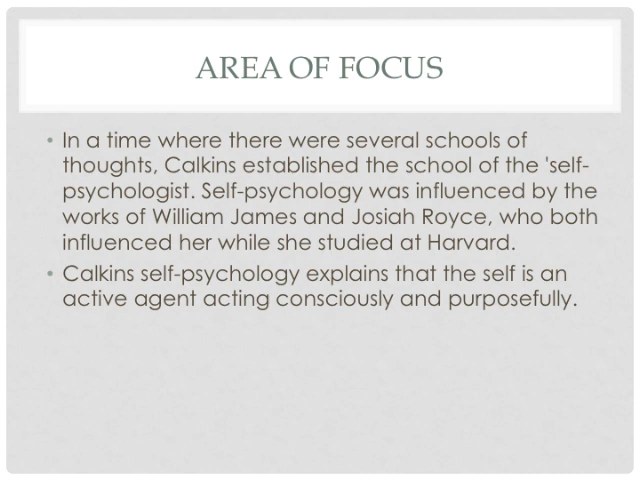 AREA OF FOCUS
• In a time where there were several schools of
thoughts, Calkins established the school of the 'self-
psychologist. Self-psychology was influenced by the
works of William James and Josiah Royce, who both
influenced her while she studied at Harvard.
• Calkins self-psychology explains that the self is an
active agent acting consciously and purposefully.